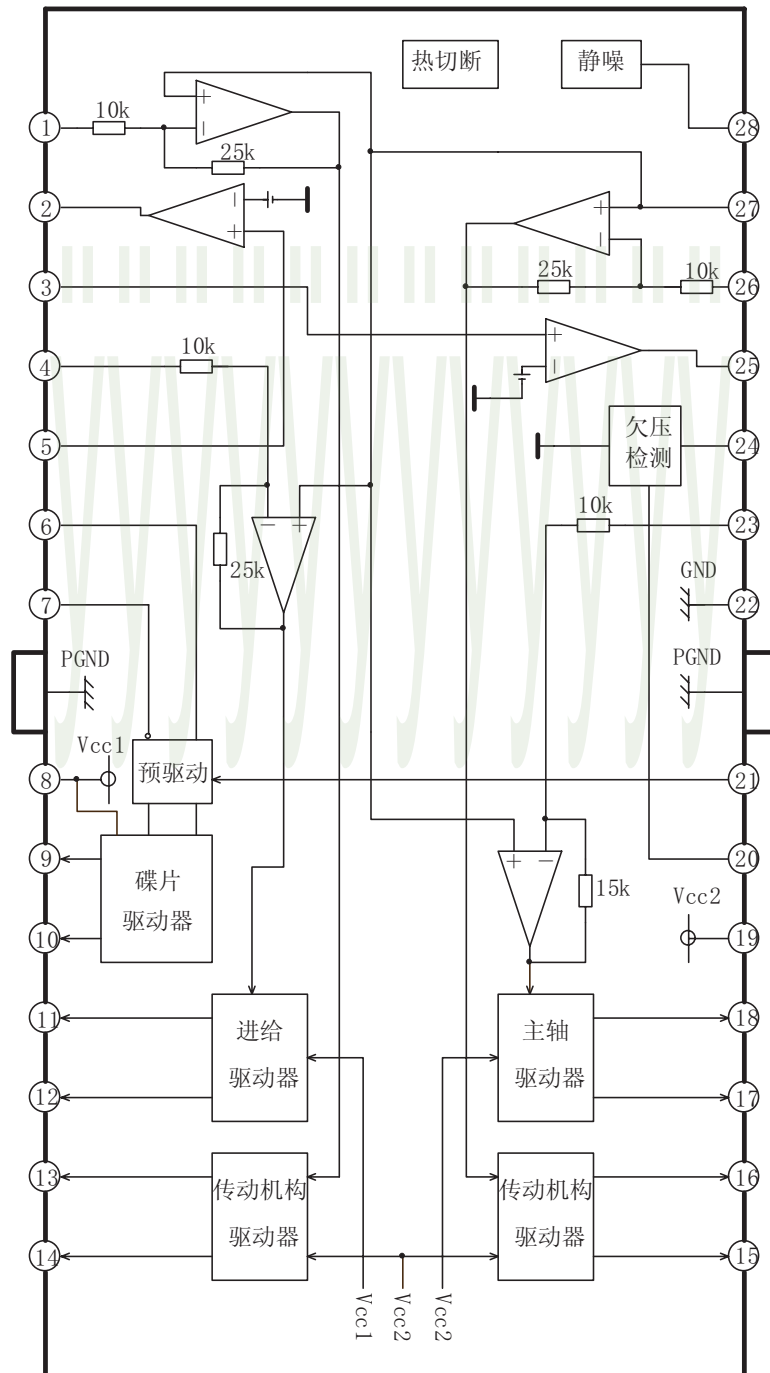 热切断
静噪
10k
1
28
25k
2
27
3
25k
10k
26
10k
4
25
欠压
检测
5
24
10k
6
23
25k
GND
7
22
PGND
PGND
Vcc1
预驱动
8
21
碟片
驱动器
9
20
15k
Vcc2
10
19
进给
驱动器
主轴
驱动器
11
18
12
17
传动机构
驱动器
传动机构
驱动器
13
16
14
15
Vcc1
Vcc2
Vcc2